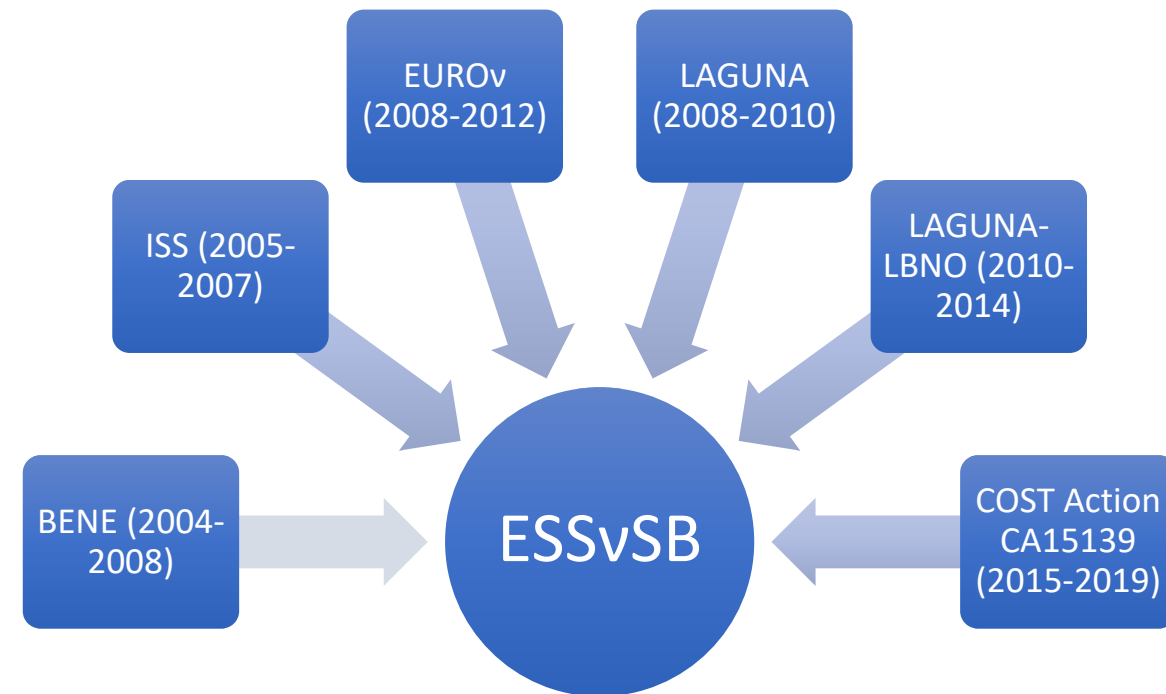 EUROν
(2008-2012)
LAGUNA
(2008-2010)
ISS (2005-
2007)
LAGUNA-
LBNO (2010-
2014)
BENE (2004-
2008)
ESSνSB
COST Action
CA15139
(2015-2019)